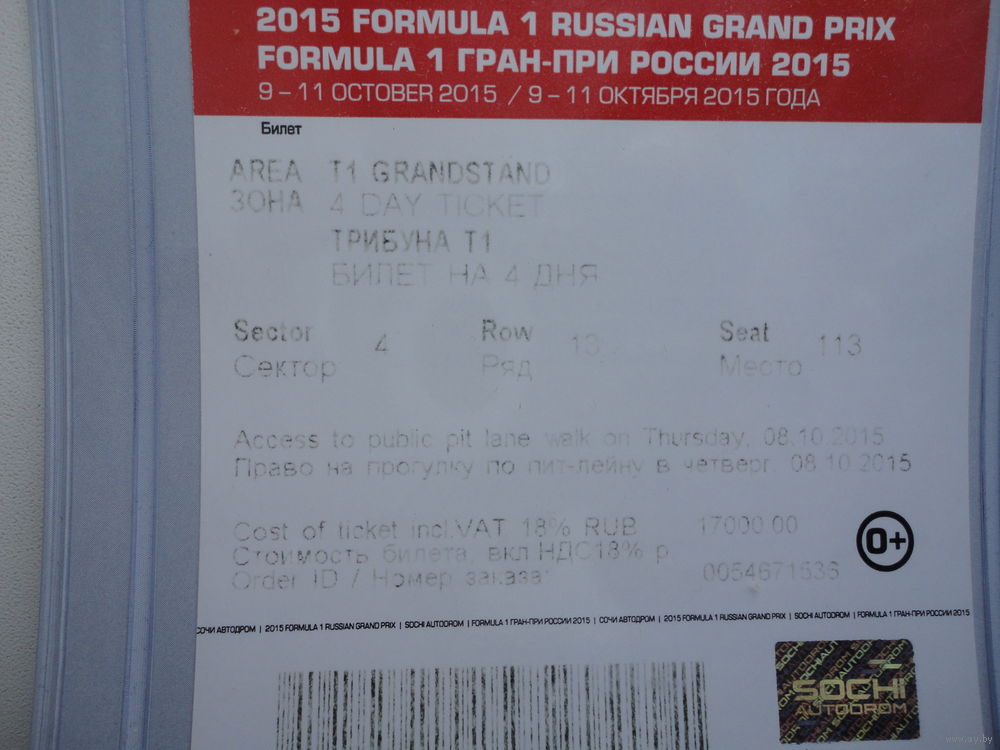 2015 FORMULA 1 RUSSIAN GRAND PRIX
FORMULA 1 ГРАН-ПРИ РОССИИ 2015
9 – 11 OCTOBER 2015 / 9 – 11 ОКТЯБРЯ 2015 ГОДА
Билет
AREA T1 GRANDSTAND
ЗОНА 4 DAY TICKET
ТРИБУНА T1
БИЛЕТ НА 4 ДНЯ
Sector 4 Row 13 Seat 113
Сектор Ряд Место
Access to public pit lane walk on Thursday, 08.10.2015
Право на прогулку по пит-лейну в четверг, 08.10.2015
Cost of ticket incl.VAT 18% RUB 17000.00
Стоимость билета, вкл НДС18% р
Order ID / Номер заказа: 0054671536
0+
СОЧИ АВТОДРОМ | 2015 FORMULA 1 RUSSIAN GRAND PRIX | SOCHI AUTODROM | FORMULA 1 ГРАН-ПРИ РОССИИ 2015 | СОЧИ АВТОДРОМ | 2015 FORMULA 1 RUSSIAN GRAND PRIX | SOCHI AUTODROM | FORMULA 1 ГРАН-ПРИ РОССИИ 2015
SOCHI
AUTODROM
www.ay.by